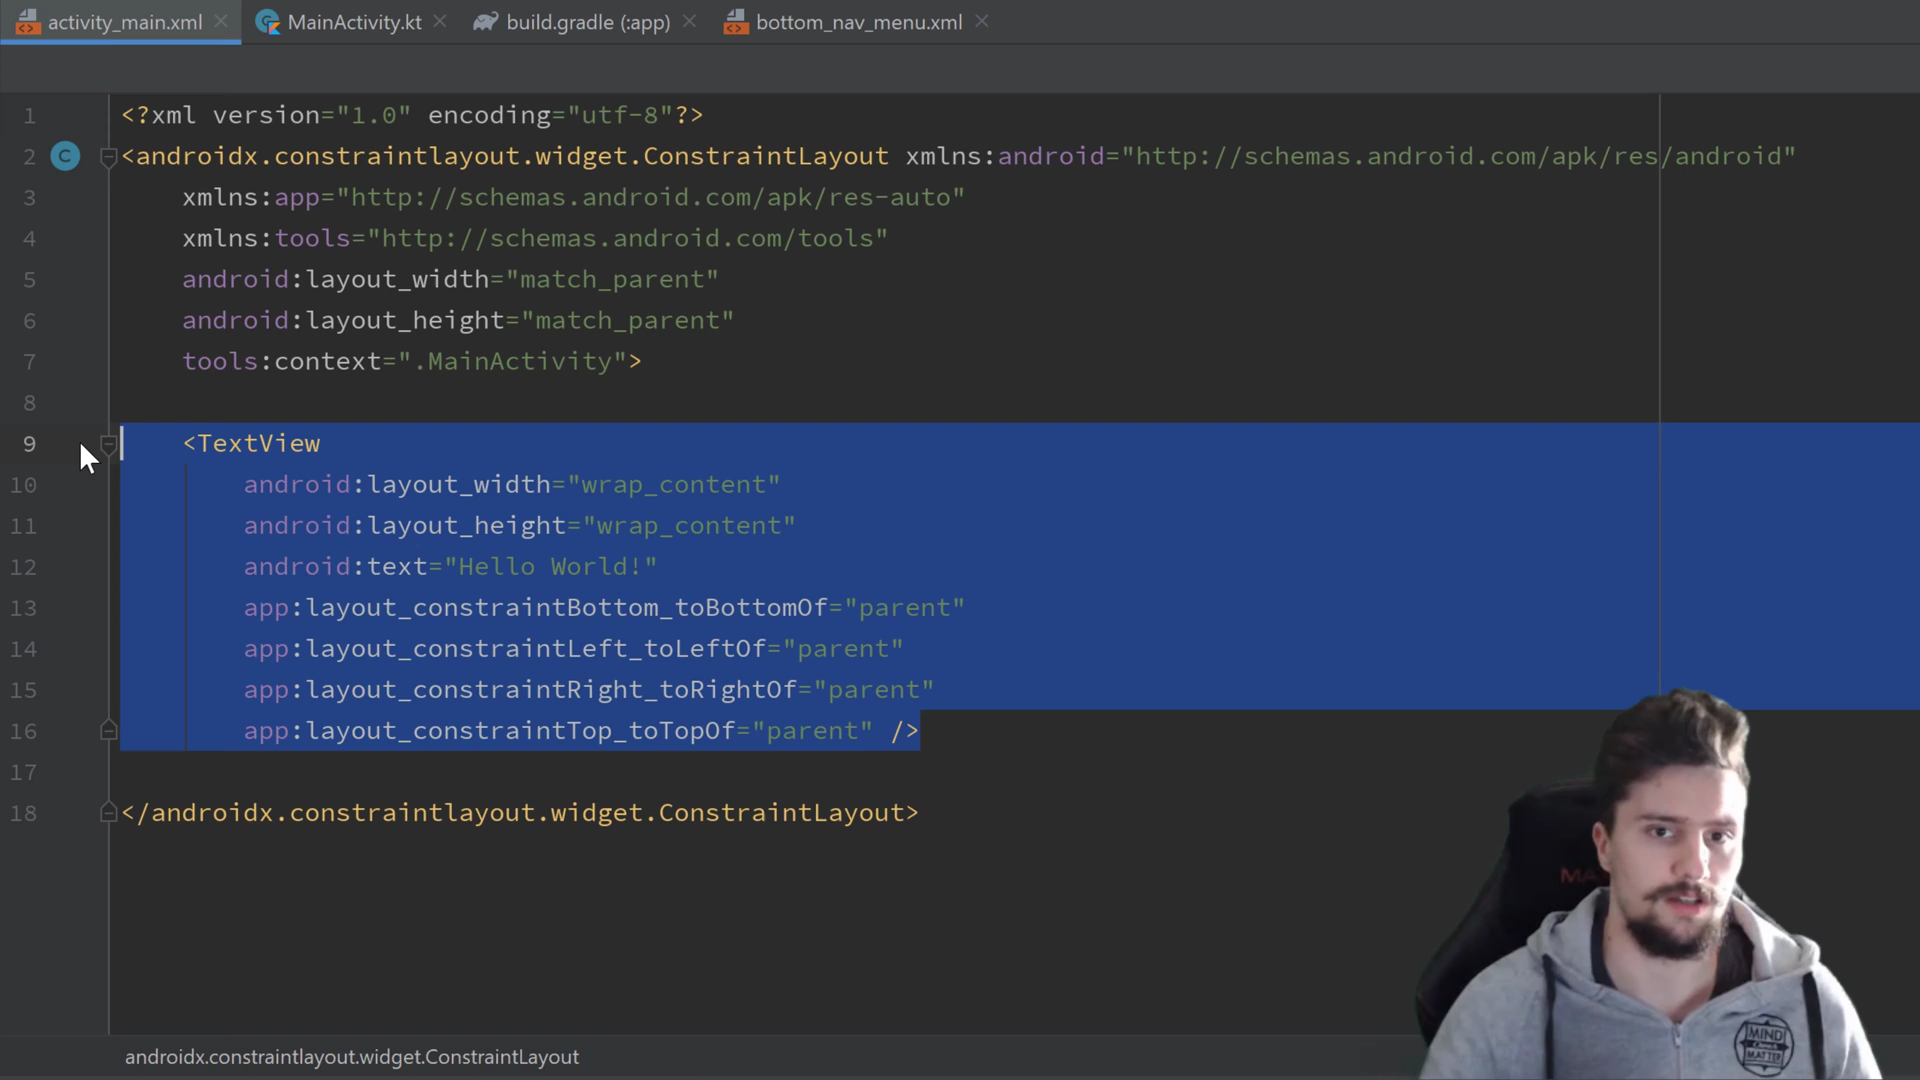 activity_main.xml MainActivity.kt build.gradle (:app) bottom_nav_menu.xml
1 <?xml version="1.0" encoding="utf-8"?>
2 C <androidx.constraintlayout.widget.ConstraintLayout xmlns:android="http://schemas.android.com/apk/res/android"
3 xmlns:app="http://schemas.android.com/apk/res-auto"
4 xmlns:tools="http://schemas.android.com/tools"
5 android:layout_width="match_parent"
6 android:layout_height="match_parent"
7 tools:context=".MainActivity">
8
9 <TextView
10 android:layout_width="wrap_content"
11 android:layout_height="wrap_content"
12 android:text="Hello World!"
13 app:layout_constraintBottom_toBottomOf="parent"
14 app:layout_constraintLeft_toLeftOf="parent"
15 app:layout_constraintRight_toRightOf="parent"
16 app:layout_constraintTop_toTopOf="parent" />
17
18 </androidx.constraintlayout.widget.ConstraintLayout>
MIND
MATTER
androidx.constraintlayout.widget.ConstraintLayout